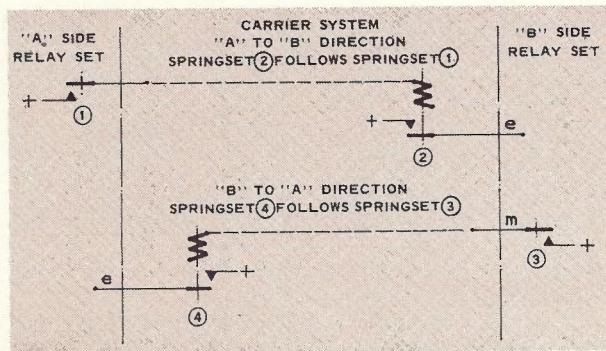 "A" SIDE
RELAY SET
CARRIER SYSTEM
"A" TO "B" DIRECTION
SPRINGSET ② FOLLOWS SPRINGSET ①
"B" SIDE
RELAY SET
+
①
+
②
e
"B" TO "A" DIRECTION
SPRINGSET ④ FOLLOWS SPRINGSET ③
m
+
③
e
+
④